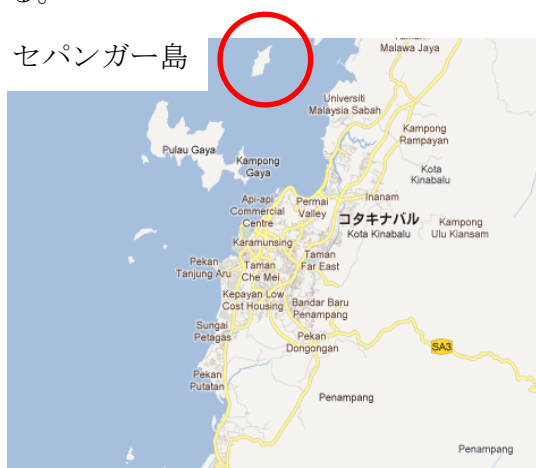 る。
セパンガー島
Taman
Malawa Jaya
Universiti
Malaysia Sabah
Kampong
Rampayan
Pulau Gaya
Kampong
Gaya
Kota
Kinabalu
Api-api
Commercial
Centre
Permai
Valley
Inanam
コタキナバル
Kota Kinabalu
Kampong
Ulu Kiansam
Karamunsing
Pekan
Tanjung Aru
Taman
Che Mei
Taman
Far East
Kepayan Low
Cost Housing
Bandar Baru
Penampang
Sungai
Petagas
Pekan
Dongongan
SA3
Pekan
Putatan
Penampang
Penampang